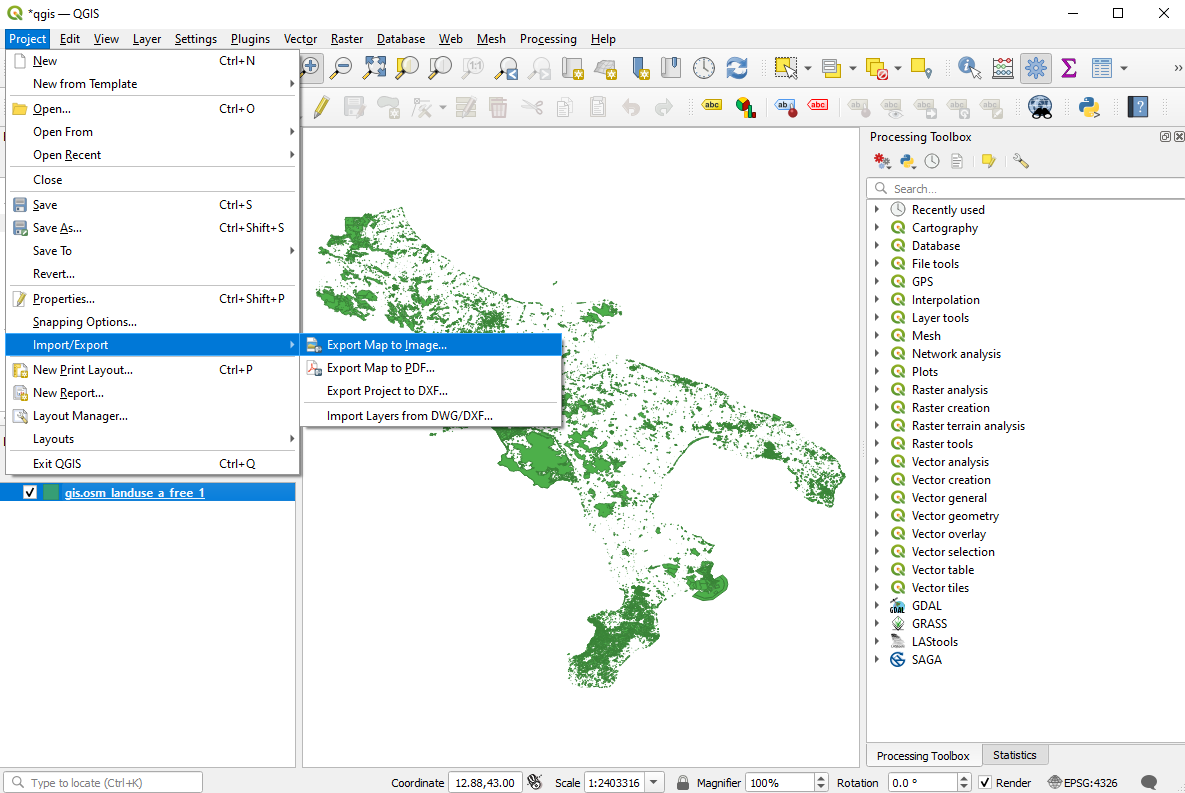 *qgis — QGIS
Project Edit View Layer Settings Plugins Vector Raster Database Web Mesh Processing Help
New Ctrl+N
New from Template
Open... Ctrl+O
Open From
Open Recent
Close
Save Ctrl+S
Save As... Ctrl+Shift+S
Save To
Revert...
Properties... Ctrl+Shift+P
Snapping Options...
Import/Export
New Print Layout... Ctrl+P
New Report...
Layout Manager...
Layouts
Exit QGIS Ctrl+Q
Export Map to Image...
Export Map to PDF...
Export Project to DXF...
Import Layers from DWG/DXF...
1:1
abc
abc
abc
gis.osm_landuse_a_free_1
Processing Toolbox
Search...
Recently used
Cartography
Database
File tools
GPS
Interpolation
Layer tools
Mesh
Network analysis
Plots
Raster analysis
Raster creation
Raster terrain analysis
Raster tools
Vector analysis
Vector creation
Vector general
Vector geometry
Vector overlay
Vector selection
Vector table
Vector tiles
GDAL
GRASS
LAStools
SAGA
Processing Toolbox Statistics
Type to locate (Ctrl+K) Coordinate 12.88,43.00 Scale 1:2403316 Magnifier 100% Rotation 0.0 ° Render EPSG:4326